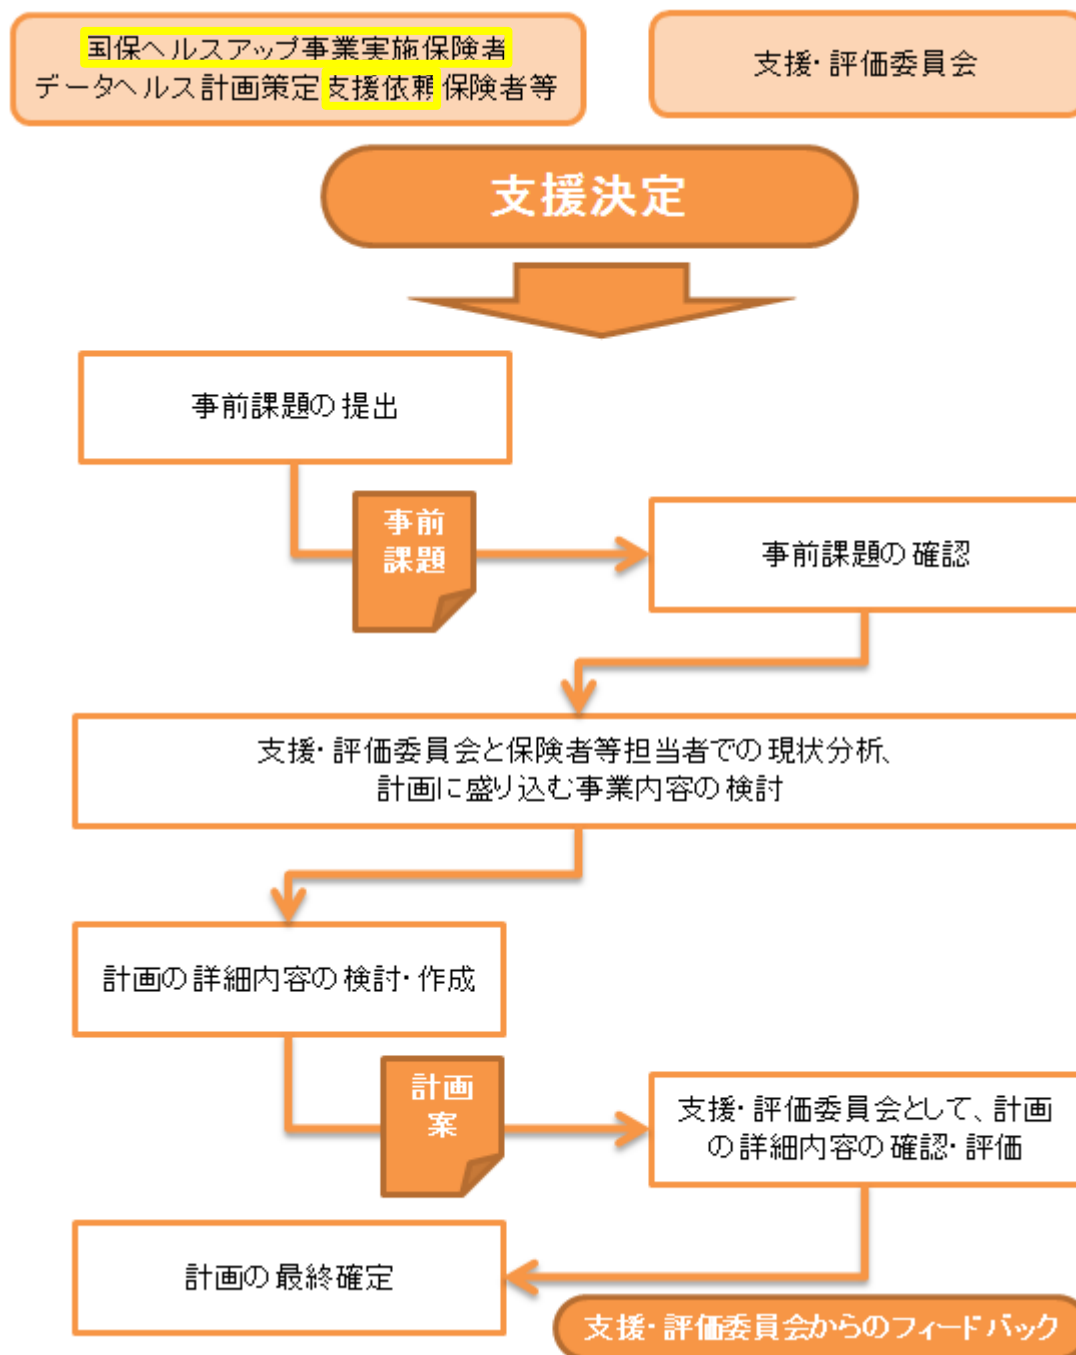 国保ヘルスアップ事業実施保険者
データヘルス計画策定支援依頼保険者等
支援・評価委員会
支援決定
事前課題の提出
事前
課題
事前課題の確認
支援・評価委員会と保険者等担当者での現状分析、
計画に盛り込む事業内容の検討
計画の詳細内容の検討・作成
計画
案
支援・評価委員会として、計画
の詳細内容の確認・評価
計画の最終確定
支援・評価委員会からのフィードバック